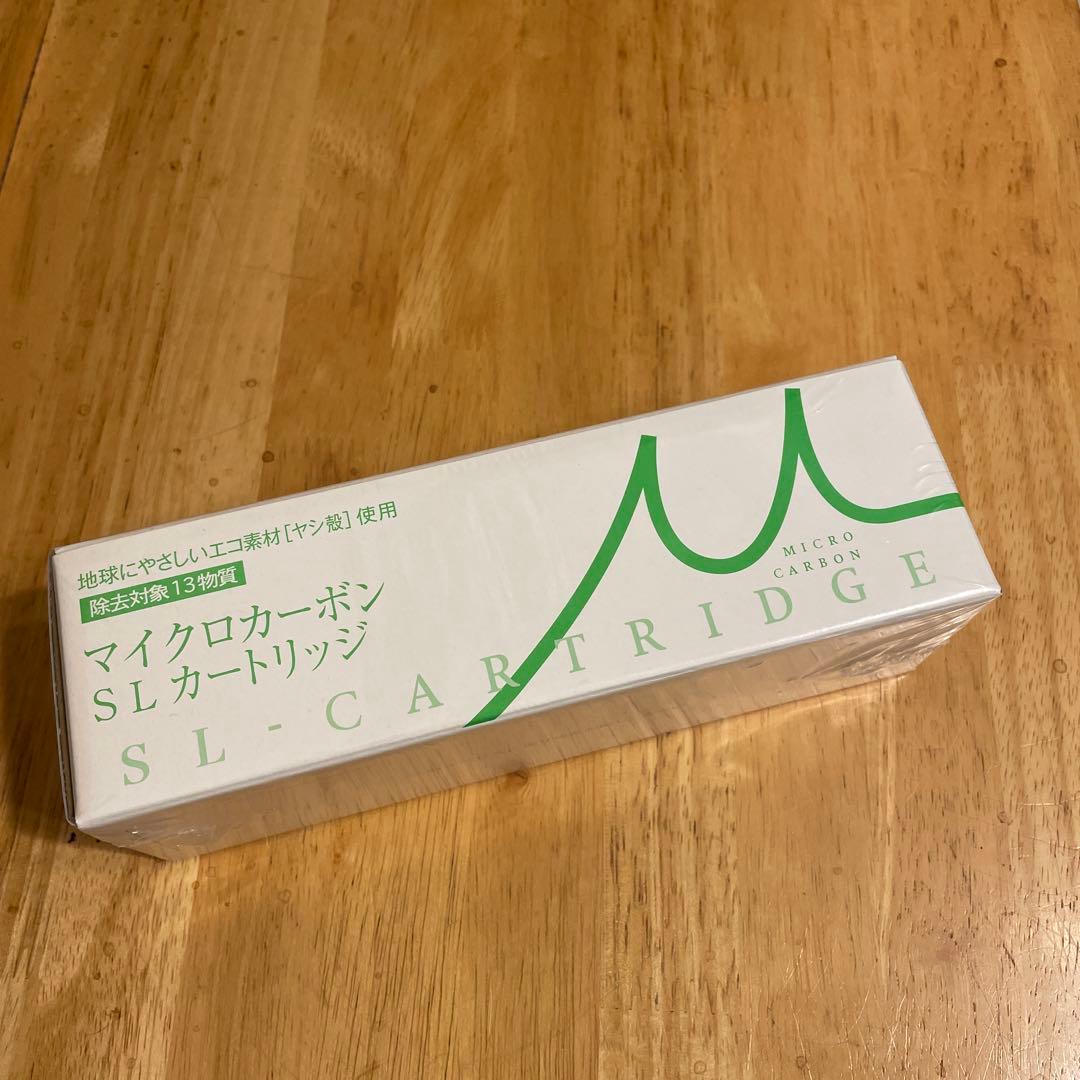 地球にやさしいエコ素材[ヤシ殻]使用
除去対象13物質
マイクロカーボン
SLカートリッジ
MICRO
CARBON
SL-CARTRIDGE